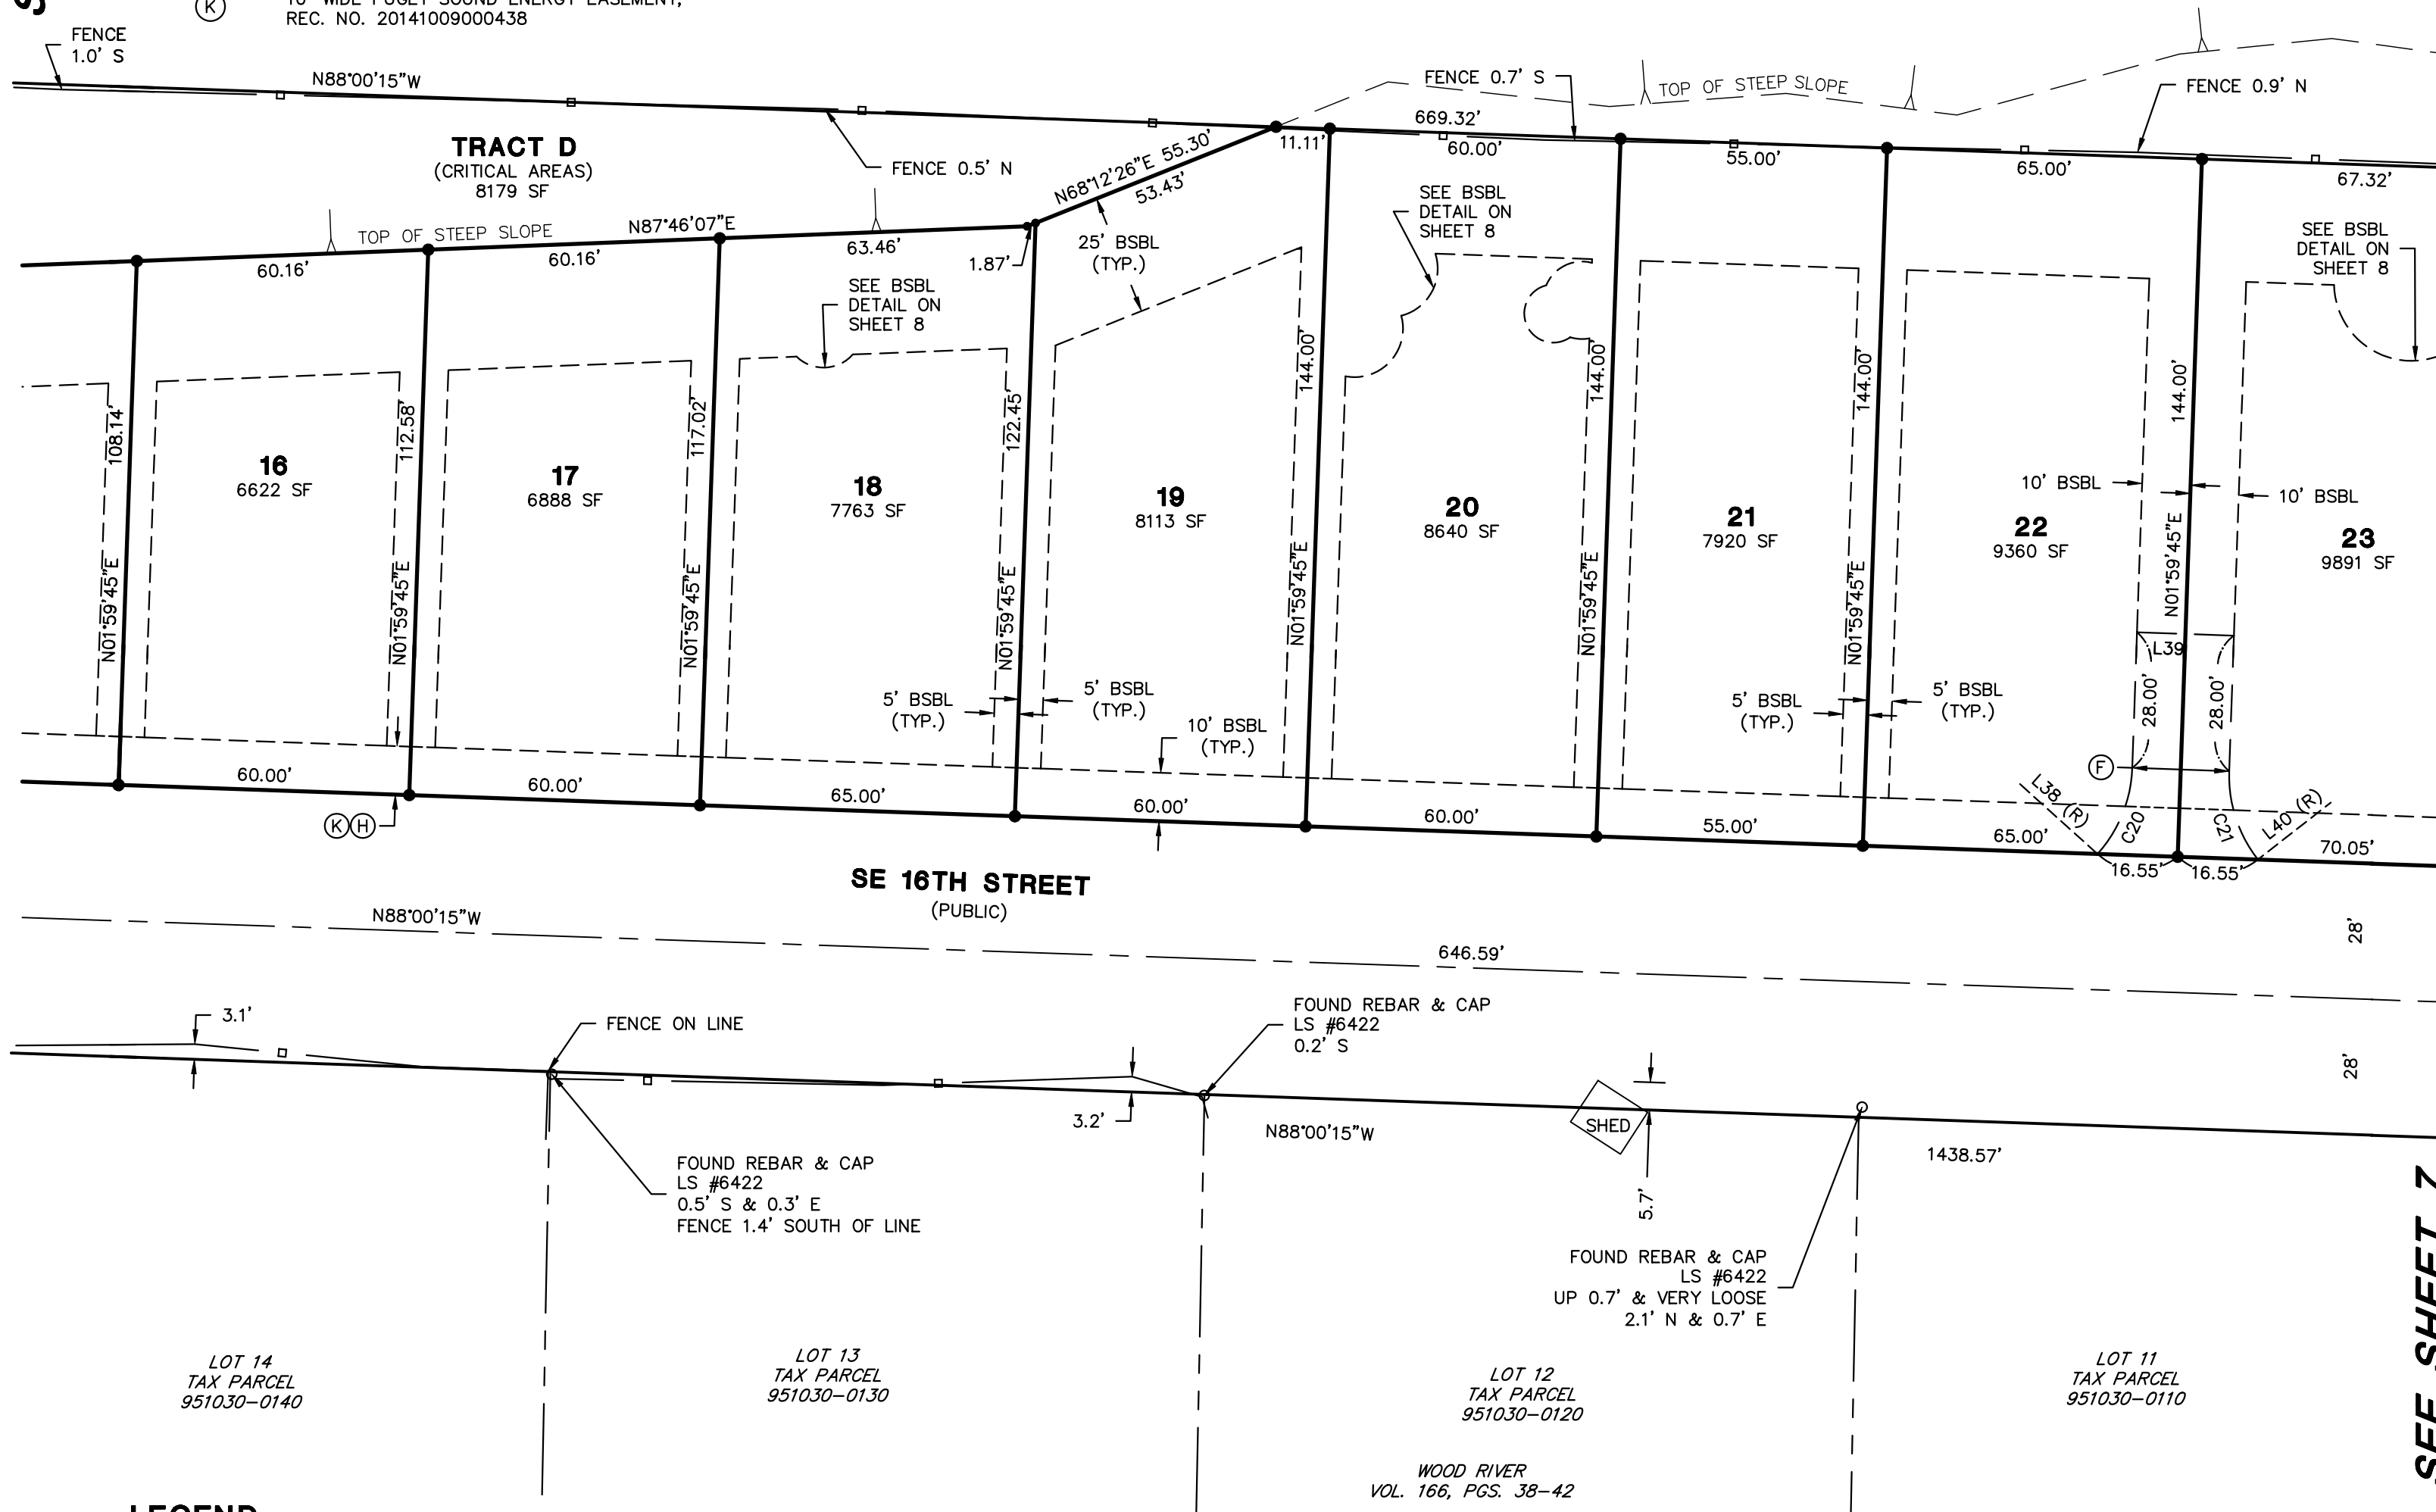 K
REC. NO. 20141009000438
FENCE
1.0' S
N88°00'15"W
TRACT D
(CRITICAL AREAS)
8179 SF
FENCE 0.5' N
N68°12'26"E 55.30'
53.43'
11.11'
FENCE 0.7' S
669.32'
60.00'
TOP OF STEEP SLOPE
55.00'
65.00'
FENCE 0.9' N
67.32'
TOP OF STEEP SLOPE
N87°46'07"E
60.16'
60.16'
63.46'
1.87'
25' BSBL
(TYP.)
SEE BSBL
DETAIL ON
SHEET 8
SEE BSBL
DETAIL ON
SHEET 8
SEE BSBL
DETAIL ON
SHEET 8
108.14'
112.58'
117.02'
122.45'
144.00'
144.00'
144.00'
144.00'
16
6622 SF
17
6888 SF
18
7763 SF
19
8113 SF
20
8640 SF
21
7920 SF
22
9360 SF
23
9891 SF
10' BSBL
10' BSBL
N01°59'45"E
N01°59'45"E
N01°59'45"E
N01°59'45"E
N01°59'45"E
N01°59'45"E
N01°59'45"E
N01°59'45"E
L39
28.00'
28.00'
5' BSBL
(TYP.)
5' BSBL
(TYP.)
10' BSBL
(TYP.)
5' BSBL
(TYP.)
5' BSBL
(TYP.)
F
L38 (R)
C20
C21
L40 (R)
60.00'
60.00'
65.00'
60.00'
60.00'
55.00'
65.00'
70.05'
16.55'
16.55'
K H
SE 16TH STREET
(PUBLIC)
N88°00'15"W
646.59'
28'
28'
3.1'
FENCE ON LINE
FOUND REBAR & CAP
LS #6422
0.2' S
3.2'
N88°00'15"W
SHED
5.7'
1438.57'
FOUND REBAR & CAP
LS #6422
0.5' S & 0.3' E
FENCE 1.4' SOUTH OF LINE
FOUND REBAR & CAP
LS #6422
UP 0.7' & VERY LOOSE
2.1' N & 0.7' E
LOT 14
TAX PARCEL
951030-0140
LOT 13
TAX PARCEL
951030-0130
LOT 12
TAX PARCEL
951030-0120
LOT 11
TAX PARCEL
951030-0110
WOOD RIVER
VOL. 166, PGS. 38-42
SEE SHEET 7
LEGEND